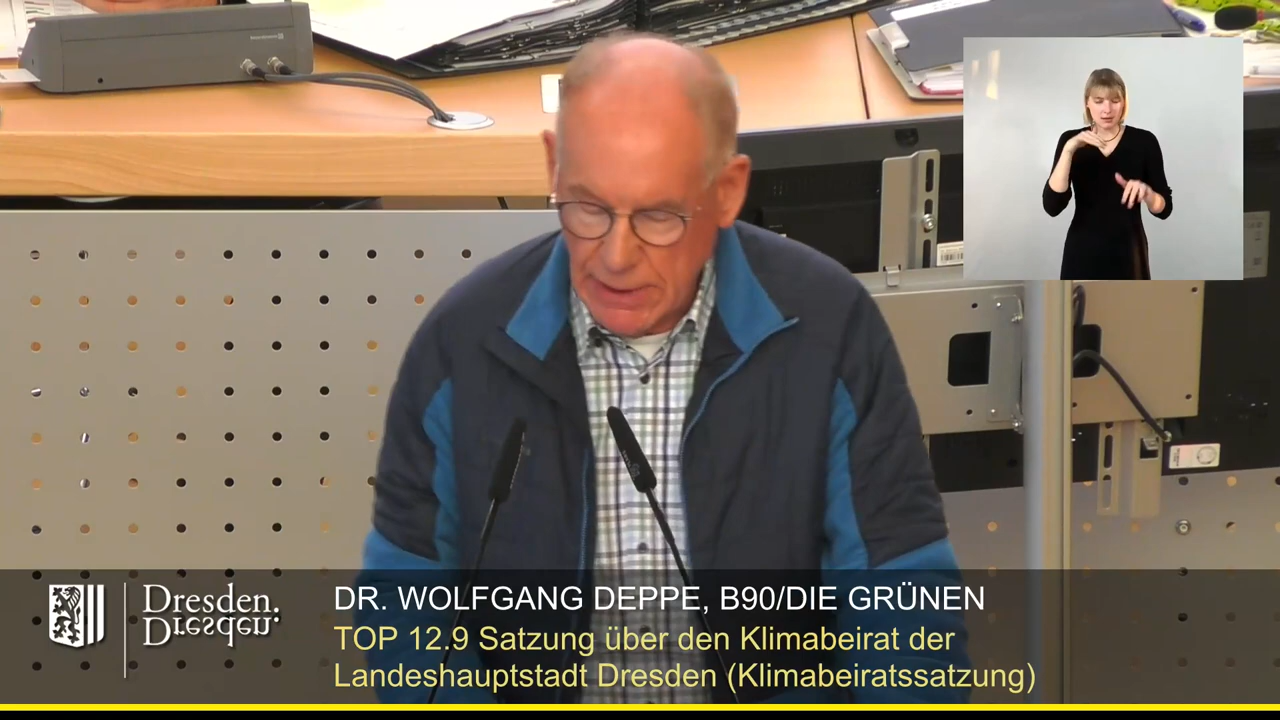 Dresden.
Dresden.
DR. WOLFGANG DEPPE, B90/DIE GRÜNEN
TOP 12.9 Satzung über den Klimabeirat der
Landeshauptstadt Dresden (Klimabeiratssatzung)